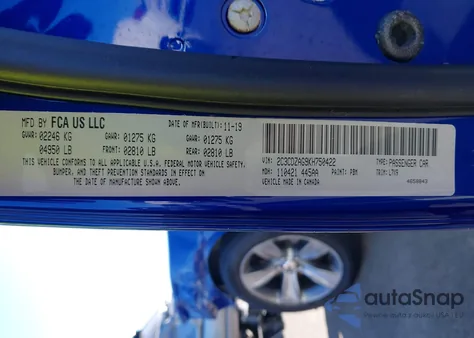 MFD BY FCA US LLC DATE OF MFR(BUILT): 11-19
GVWR: 02246 KG GAWR: 01275 KG GAWR: 01275 KG
04950 LB FRONT: 02810 LB REAR: 02810 LB
THIS VEHICLE CONFORMS TO ALL APPLICABLE U.S.A. FEDERAL MOTOR VEHICLE SAFETY,
BUMPER, AND THEFT PREVENTION STANDARDS IN EFFECT
ON THE DATE OF MANUFACTURE SHOWN ABOVE.
VIN: 2C3CDZAG9KH750422 TYPE: PASSENGER CAR
MDH: 110421 445AA PAINT: PBM TRIM: LTX9
VEHICLE MADE IN CANADA
autoSnap